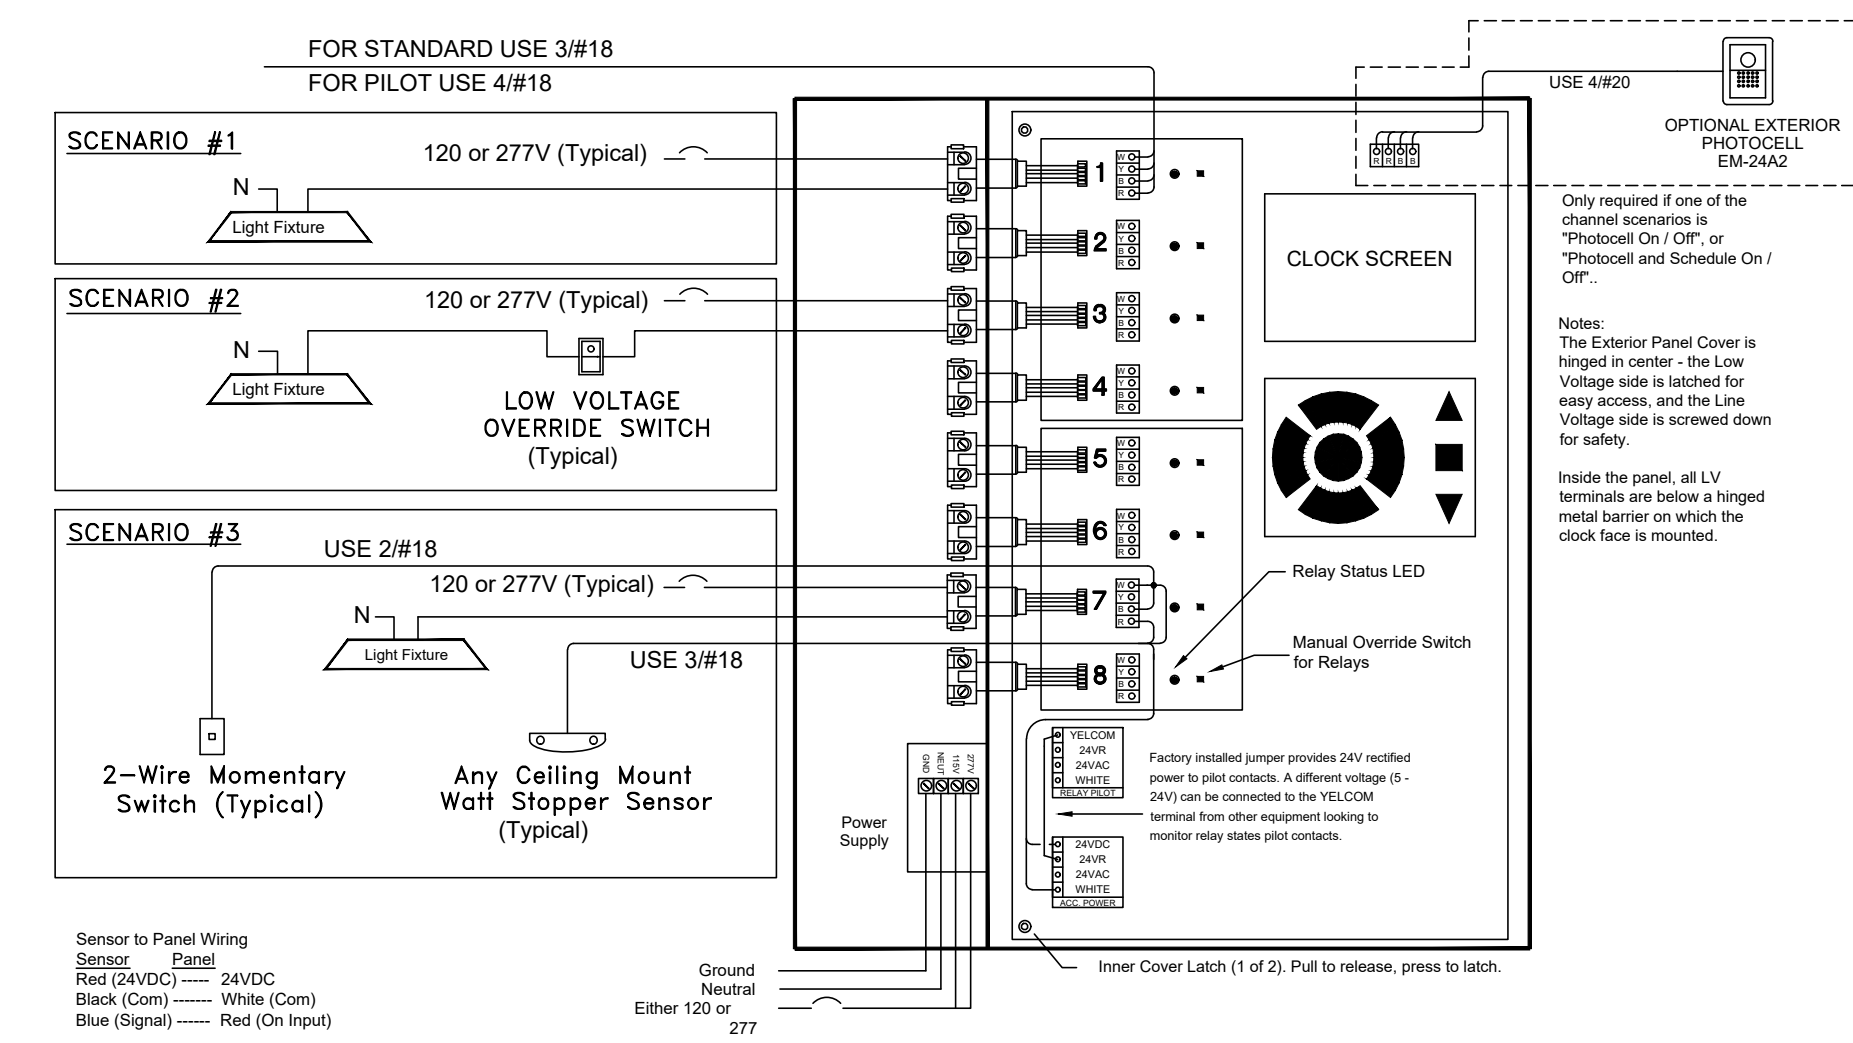 FOR STANDARD USE 3/#18
FOR PILOT USE 4/#18
SCENARIO #1
120 or 277V (Typical)
N
Light Fixture
SCENARIO #2
120 or 277V (Typical)
N
Light Fixture
LOW VOLTAGE
OVERRIDE SWITCH
(Typical)
SCENARIO #3
USE 2/#18
120 or 277V (Typical)
N
Light Fixture
USE 3/#18
2-Wire Momentary
Switch (Typical)
Any Ceiling Mount
Watt Stopper Sensor
(Typical)
Sensor to Panel Wiring
Sensor Panel
Red (24VDC) ----- 24VDC
Black (Com) ------- White (Com)
Blue (Signal) ------ Red (On Input)
1
W
Y
B
R
2
W
Y
B
R
3
W
Y
B
R
4
W
Y
B
R
5
W
Y
B
R
6
W
Y
B
R
7
W
Y
B
R
8
W
Y
B
R
GND
NEUT
115V
277V
Power
Supply
Ground
Neutral
Either 120 or
277
YELCOM
24VR
24VAC
WHITE
RELAY PILOT
24VDC
24VR
24VAC
WHITE
ACC. POWER
Factory installed jumper provides 24V rectified
power to pilot contacts. A different voltage (5 -
24V) can be connected to the YELCOM
terminal from other equipment looking to
monitor relay states pilot contacts.
Inner Cover Latch (1 of 2). Pull to release, press to latch.
CLOCK SCREEN
Relay Status LED
Manual Override Switch
for Relays
R R B B
USE 4/#20
OPTIONAL EXTERIOR
PHOTOCELL
EM-24A2
Only required if one of the
channel scenarios is
"Photocell On / Off", or
"Photocell and Schedule On /
Off"..
Notes:
The Exterior Panel Cover is
hinged in center - the Low
Voltage side is latched for
easy access, and the Line
Voltage side is screwed down
for safety.
Inside the panel, all LV
terminals are below a hinged
metal barrier on which the
clock face is mounted.